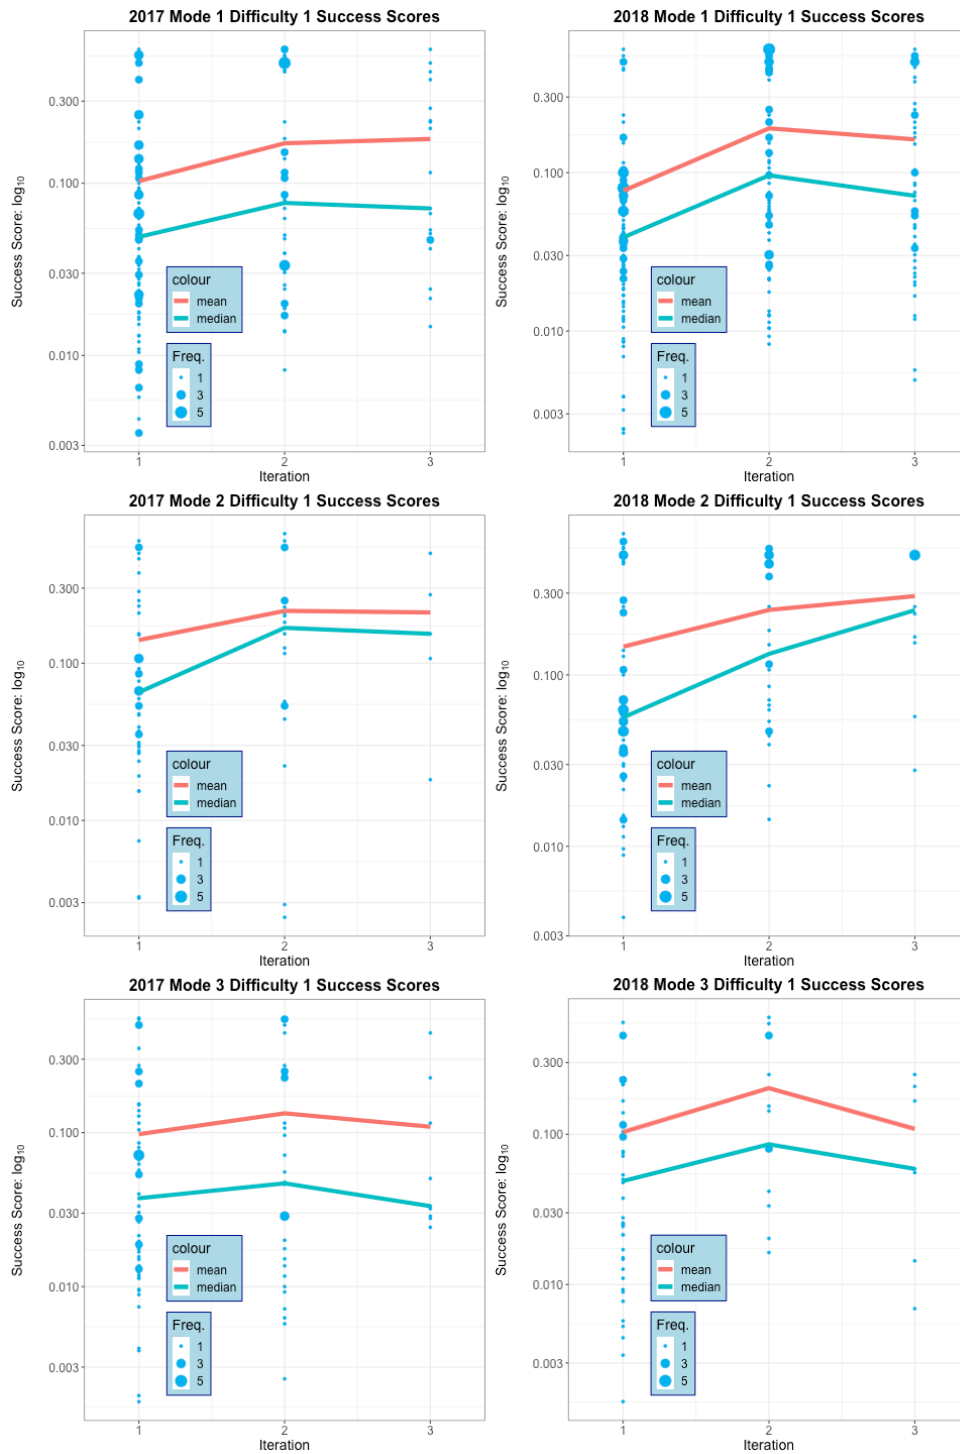 2017 Mode 1 Difficulty 1 Success Scores
Success Score: log10
0.300
0.100
0.030
0.010
0.003
colour
mean
median
Freq.
1
3
5
1 2 3
Iteration
2018 Mode 1 Difficulty 1 Success Scores
Success Score: log10
0.300
0.100
0.030
0.010
0.003
colour
mean
median
Freq.
1
3
5
1 2 3
Iteration
2017 Mode 2 Difficulty 1 Success Scores
Success Score: log10
0.300
0.100
0.030
0.010
0.003
colour
mean
median
Freq.
1
3
5
1 2 3
Iteration
2018 Mode 2 Difficulty 1 Success Scores
Success Score: log10
0.300
0.100
0.030
0.010
0.003
colour
mean
median
Freq.
1
3
5
1 2 3
Iteration
2017 Mode 3 Difficulty 1 Success Scores
Success Score: log10
0.300
0.100
0.030
0.010
0.003
colour
mean
median
Freq.
1
3
5
1 2 3
Iteration
2018 Mode 3 Difficulty 1 Success Scores
Success Score: log10
0.300
0.100
0.030
0.010
0.003
colour
mean
median
Freq.
1
3
5
1 2 3
Iteration